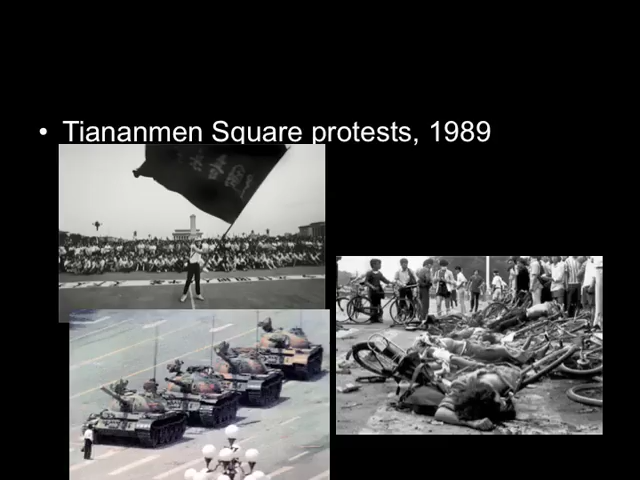 • Tiananmen Square protests, 1989